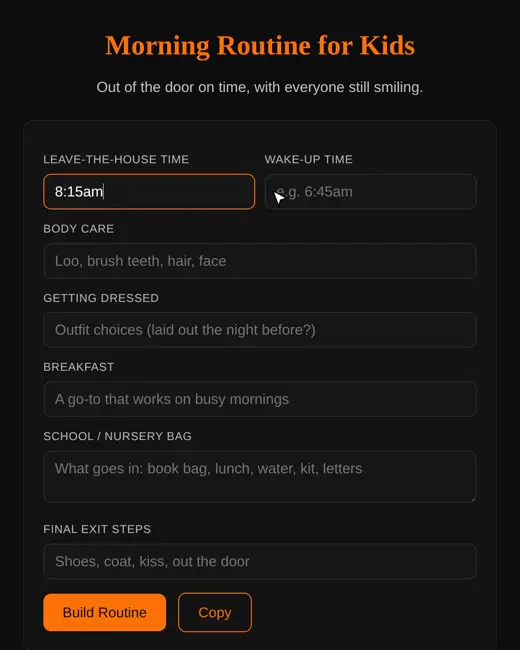 Morning Routine for Kids
Out of the door on time, with everyone still smiling.
LEAVE-THE-HOUSE TIME
WAKE-UP TIME
8:15am
e.g. 6:45am
BODY CARE
Loo, brush teeth, hair, face
GETTING DRESSED
Outfit choices (laid out the night before?)
BREAKFAST
A go-to that works on busy mornings
SCHOOL / NURSERY BAG
What goes in: book bag, lunch, water, kit, letters
FINAL EXIT STEPS
Shoes, coat, kiss, out the door
Build Routine
Copy